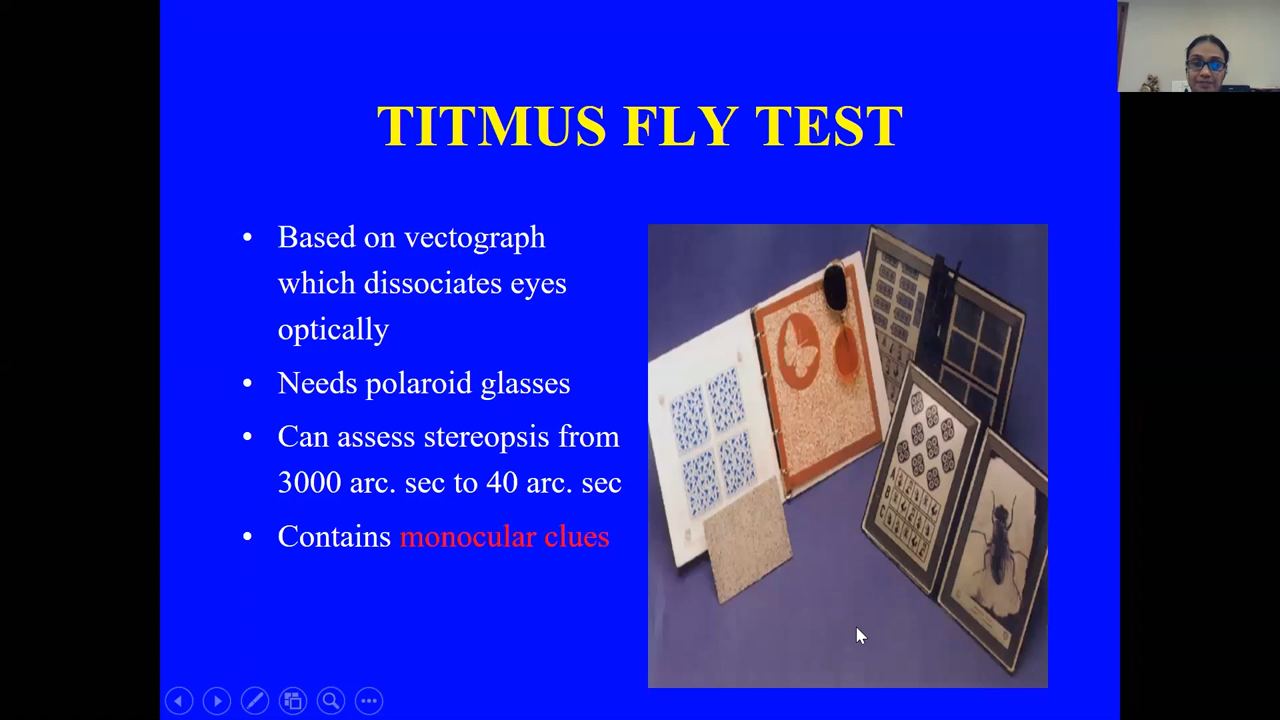 TITMUS FLY TEST
• Based on vectograph
which dissociates eyes
optically
• Needs polaroid glasses
• Can assess stereopsis from
3000 arc. sec to 40 arc. sec
• Contains monocular clues
A
B
C